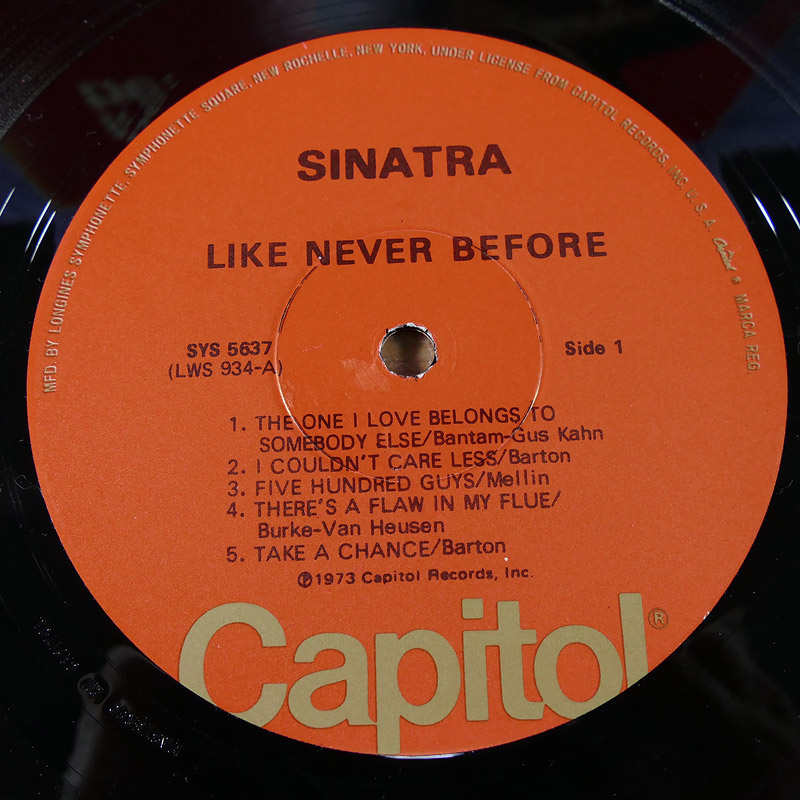 MFD. BY LONGINES SYMPHONETTE, SYMPHONETTE SQUARE, NEW ROCHELLE, NEW YORK, UNDER LICENSE FROM CAPITOL RECORDS, INC. U. S. A. MARCA REG.
SINATRA
LIKE NEVER BEFORE
SYS 5637
(LWS 934-A)
Side 1
1. THE ONE I LOVE BELONGS TO
SOMEBODY ELSE/Bantam-Gus Kahn
2. I COULDN'T CARE LESS/Barton
3. FIVE HUNDRED GUYS/Mellin
4. THERE'S A FLAW IN MY FLUE/
Burke-Van Heusen
5. TAKE A CHANCE/Barton
℗1973 Capitol Records, Inc.
Capitol®